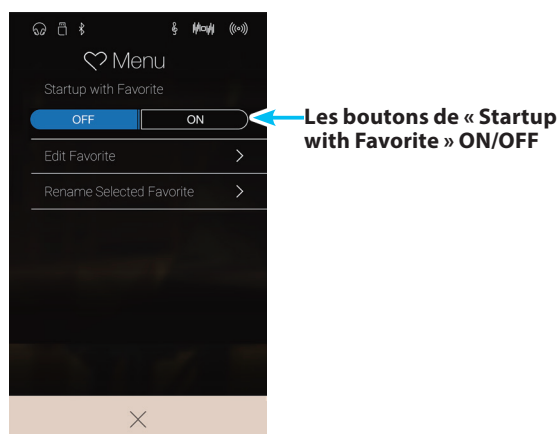 Menu
Startup with Favorite
OFF ON
Les boutons de « Startup
with Favorite » ON/OFF
Edit Favorite
Rename Selected Favorite